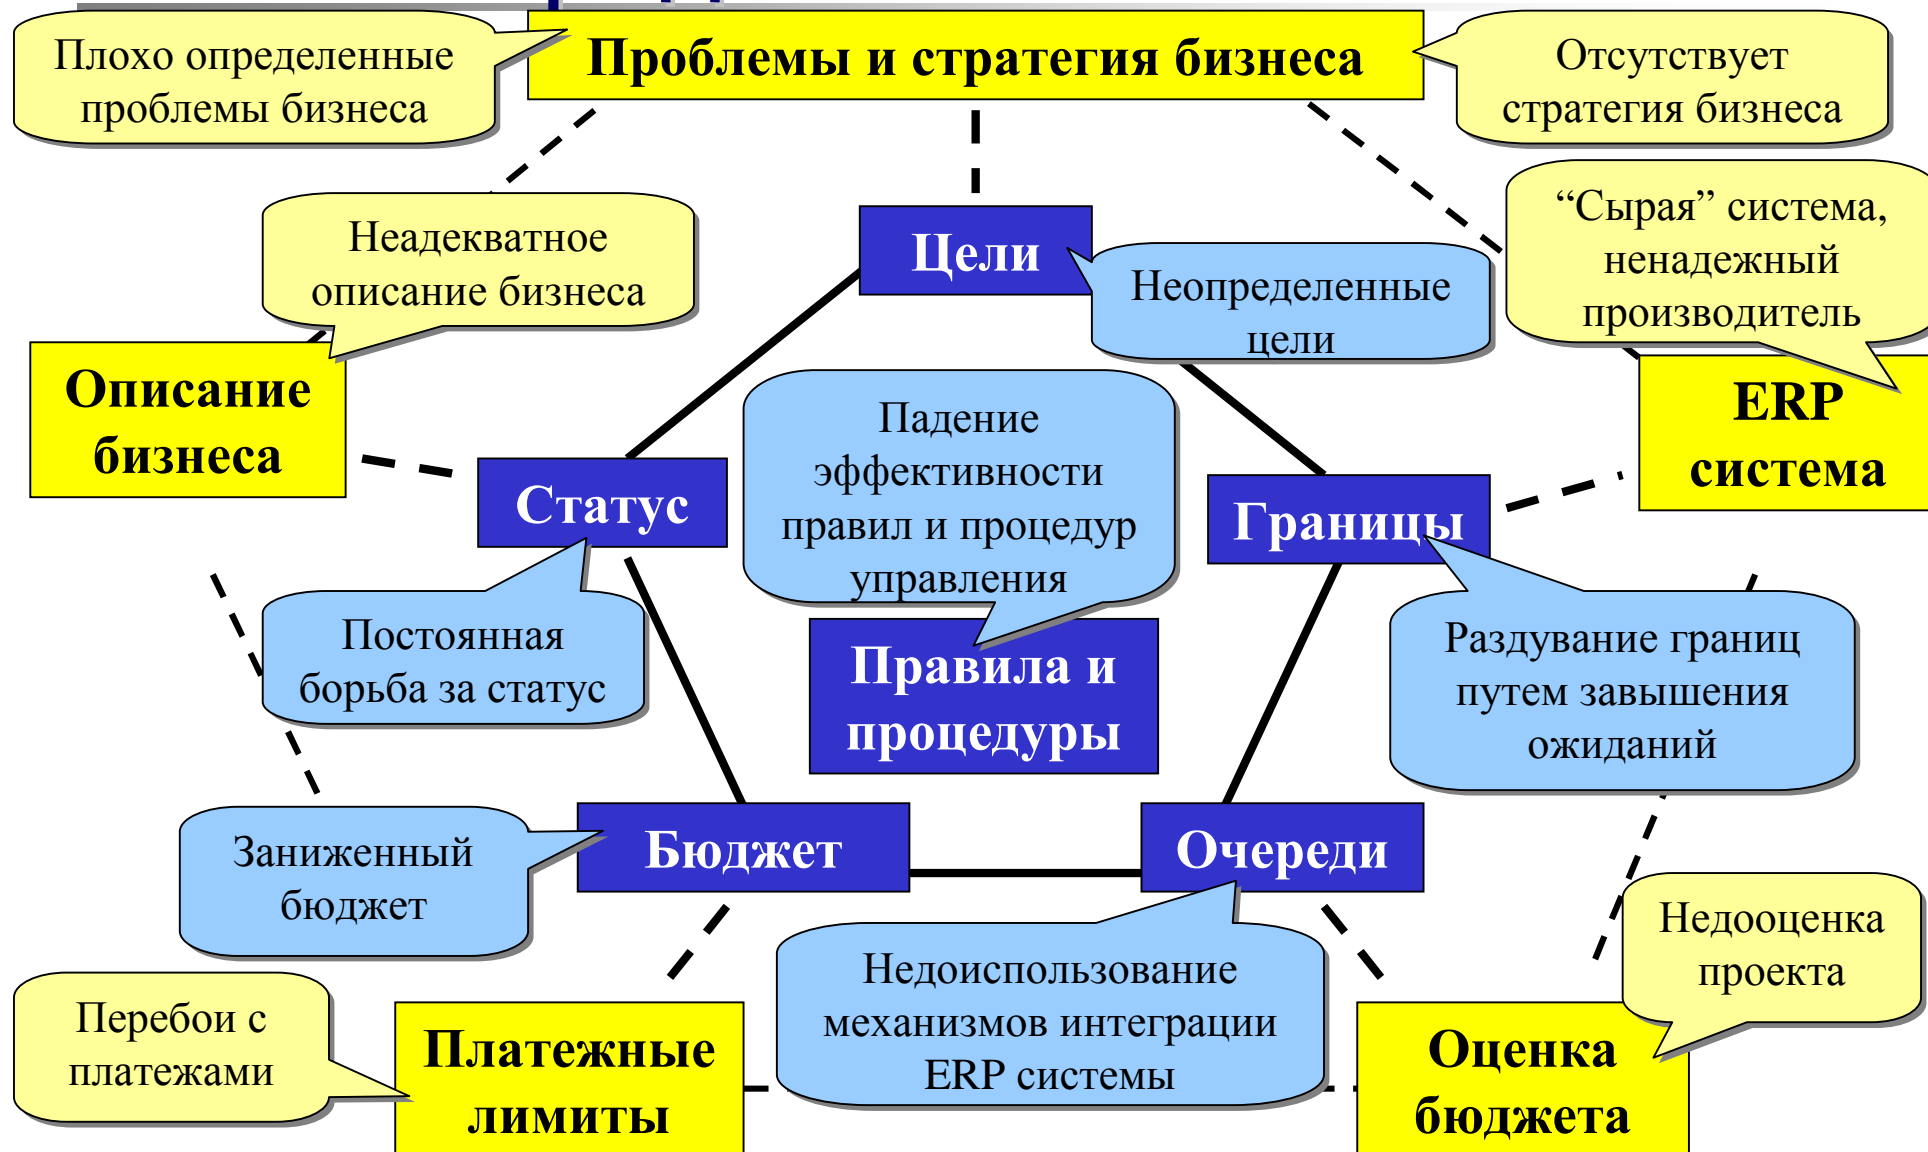 Плохо определенные
проблемы бизнеса
Проблемы и стратегия бизнеса
Отсутствует
стратегия бизнеса
Неадекватное
описание бизнеса
Цели
Неопределенные
цели
“Сырая” система,
ненадежный
производитель
Описание
бизнеса
ERP
система
Падение
эффективности
правил и процедур
управления
Статус
Границы
Постоянная
борьба за статус
Правила и
процедуры
Раздувание границ
путем завышения
ожиданий
Заниженный
бюджет
Бюджет
Очереди
Недооценка
проекта
Недоиспользование
механизмов интеграции
ERP системы
Перебои с
платежами
Платежные
лимиты
Оценка
бюджета